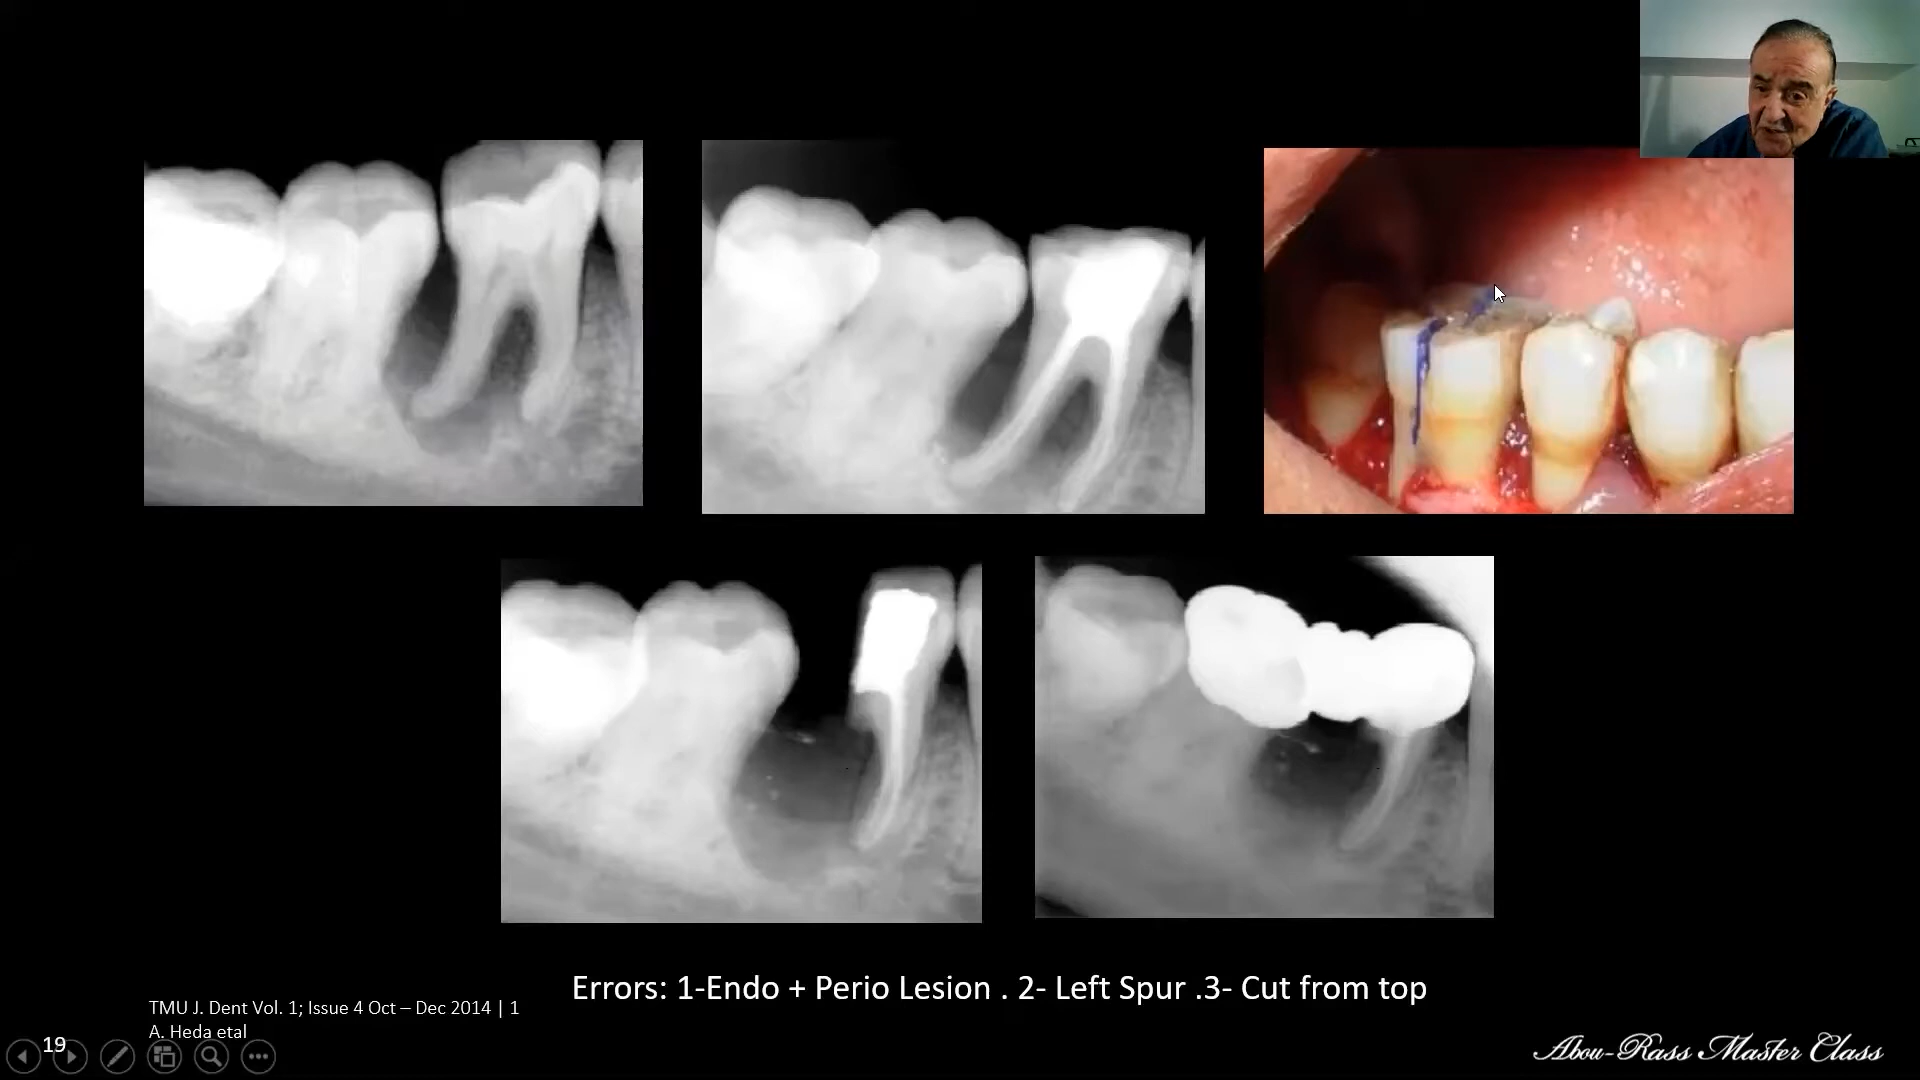 Errors: 1-Endo + Perio Lesion . 2- Left Spur .3- Cut from top
TMU J. Dent Vol. 1; Issue 4 Oct – Dec 2014 | 1
A. Heda etal
19
Abou-Rass Master Class